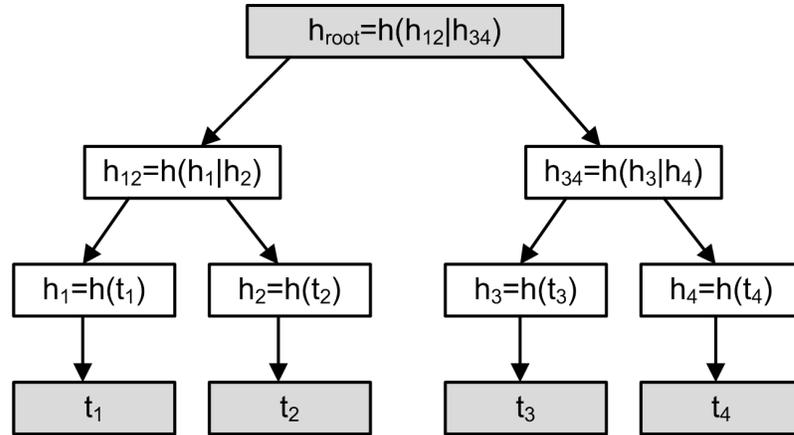 h₍root₎=h(h₁₂|h₃₄)
h₁₂=h(h₁|h₂)
h₃₄=h(h₃|h₄)
h₁=h(t₁)
h₂=h(t₂)
h₃=h(t₃)
h₄=h(t₄)
t₁
t₂
t₃
t₄